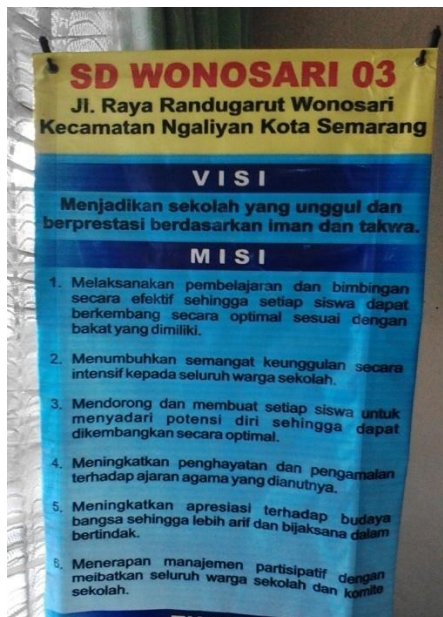 SD WONOSARI 03
Jl. Raya Randugarut Wonosari
Kecamatan Ngaliyan Kota Semarang
VISI
Menjadikan sekolah yang unggul dan
berprestasi berdasarkan iman dan takwa.
MISI
1. Melaksanakan pembelajaran dan bimbingan
secara efektif sehingga setiap siswa dapat
berkembang secara optimal sesuai dengan
bakat yang dimiliki.
2. Menumbuhkan semangat keunggulan secara
intensif kepada seluruh warga sekolah.
3. Mendorong dan membuat setiap siswa untuk
menyadari potensi diri sehingga dapat
dikembangkan secara optimal.
4. Meningkatkan penghayatan dan pengamalan
terhadap ajaran agama yang dianutnya.
5. Meningkatkan apresiasi terhadap budaya
bangsa sehingga lebih arif dan bijaksana dalam
bertindak.
6. Menerapan manajemen partisipatif dengan
meibatkan seluruh warga sekolah dan komite
sekolah.